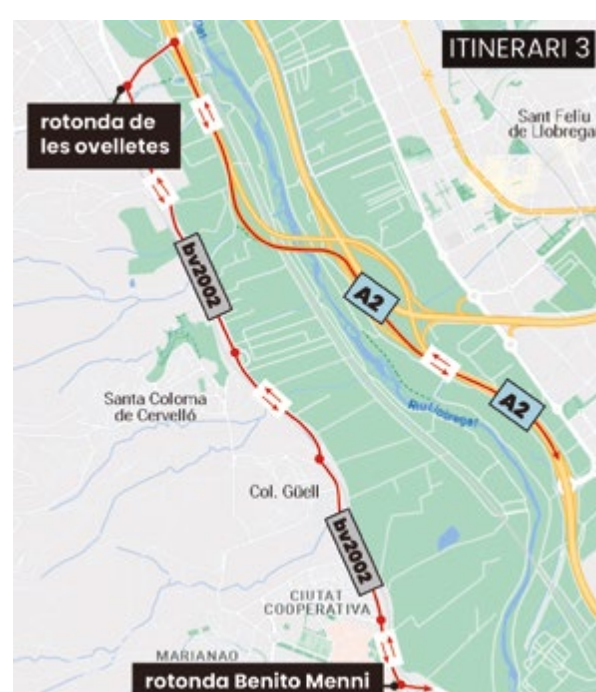 ITINERARI 3
Sant Feliu
de Llobrega
rotonda de
les ovelletes
bv2002
A2
A2
Santa Coloma
de Cervelló
Riu Llobregat
Col. Güell
bv2002
CIUTAT
COOPERATIVA
MARIANAO
rotonda Benito Menni